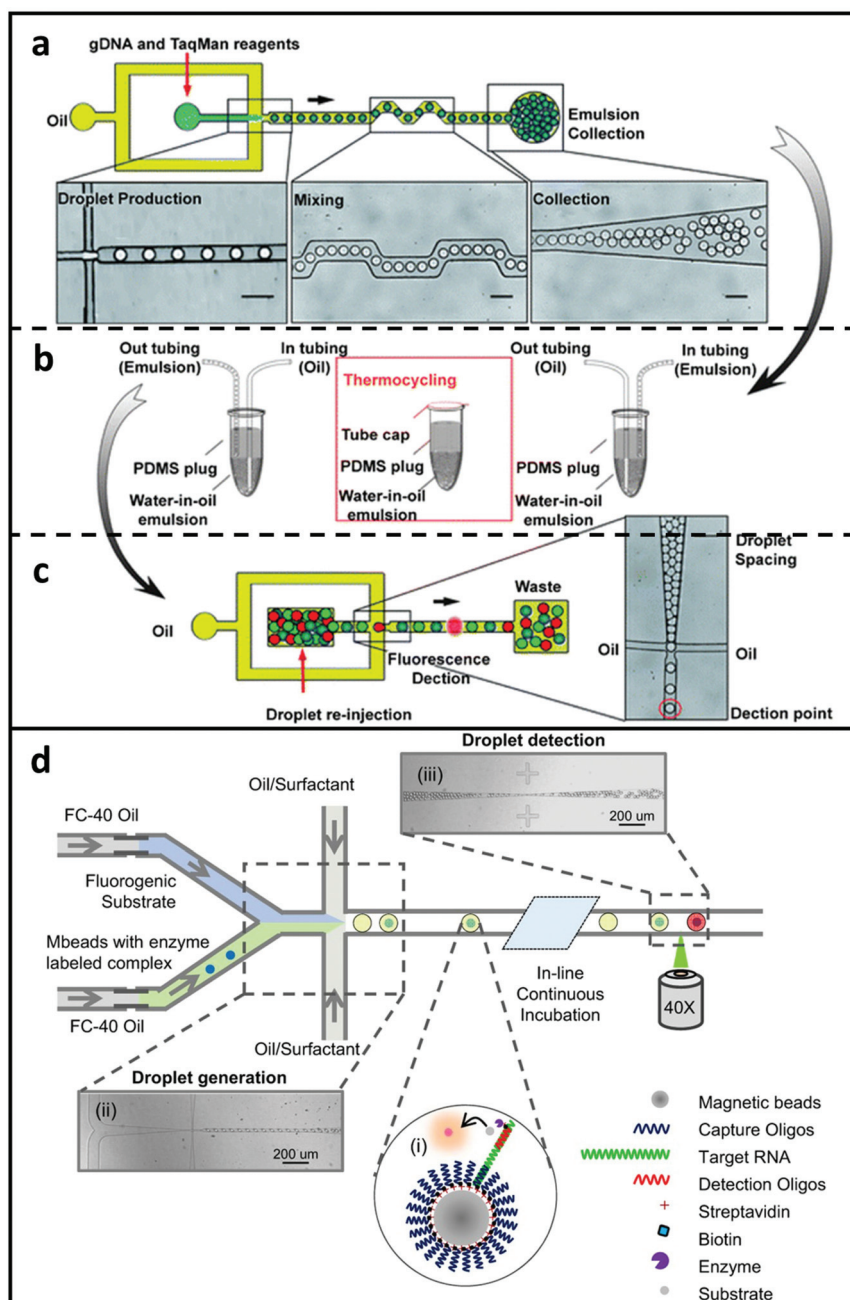 a
gDNA and TaqMan reagents
Oil
Emulsion
Collection
Droplet Production
Mixing
Collection
b
Out tubing
(Emulsion)
In tubing
(Oil)
PDMS plug
Water-in-oil
emulsion
Thermocycling
Tube cap
PDMS plug
Water-in-oil
emulsion
Out tubing
(Oil)
In tubing
(Emulsion)
PDMS plug
Water-in-oil
emulsion
c
Oil
Waste
Fluorescence
Dection
Droplet re-injection
Droplet
Spacing
Oil
Oil
Dection point
d
Droplet detection
(iii)
200 um
Oil/Surfactant
FC-40 Oil
Fluorogenic
Substrate
Mbeads with enzyme
labeled complex
FC-40 Oil
Oil/Surfactant
In-line
Continuous
Incubation
40X
Droplet generation
(ii)
200 um
(i)
Magnetic beads
Capture Oligos
Target RNA
Detection Oligos
Streptavidin
Biotin
Enzyme
Substrate